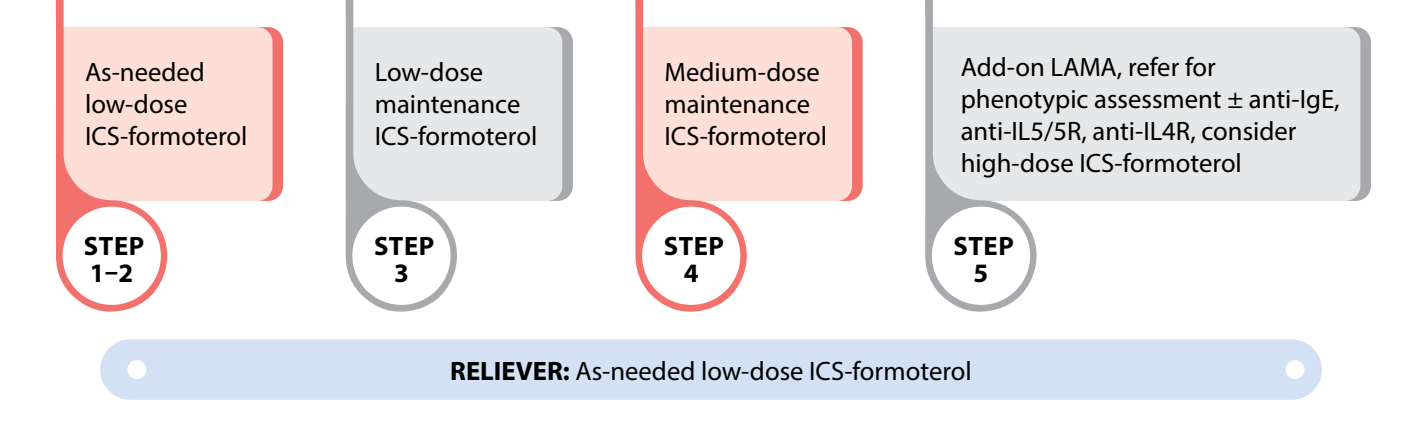 As-needed
low-dose
ICS-formoterol
STEP
1–2
Low-dose
maintenance
ICS-formoterol
STEP
3
Medium-dose
maintenance
ICS-formoterol
STEP
4
Add-on LAMA, refer for
phenotypic assessment ± anti-IgE,
anti-IL5/5R, anti-IL4R, consider
high-dose ICS-formoterol
STEP
5
RELIEVER: As-needed low-dose ICS-formoterol